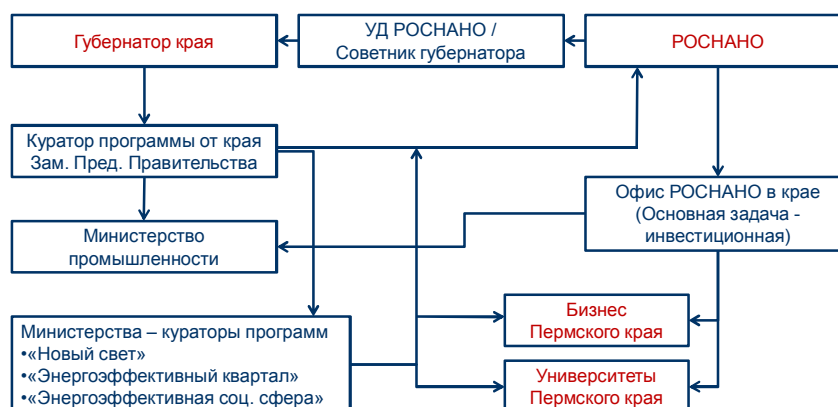 Губернатор края
УД РОСНАНО /
Советник губернатора
РОСНАНО
Куратор программы от края
Зам. Пред. Правительства
Офис РОСНАНО в крае
(Основная задача -
инвестиционная)
Министерство
промышленности
Бизнес
Пермского края
Министерства – кураторы программ
•«Новый свет»
•«Энергоэффективный квартал»
•«Энергоэффективная соц. сфера»
Университеты
Пермского края